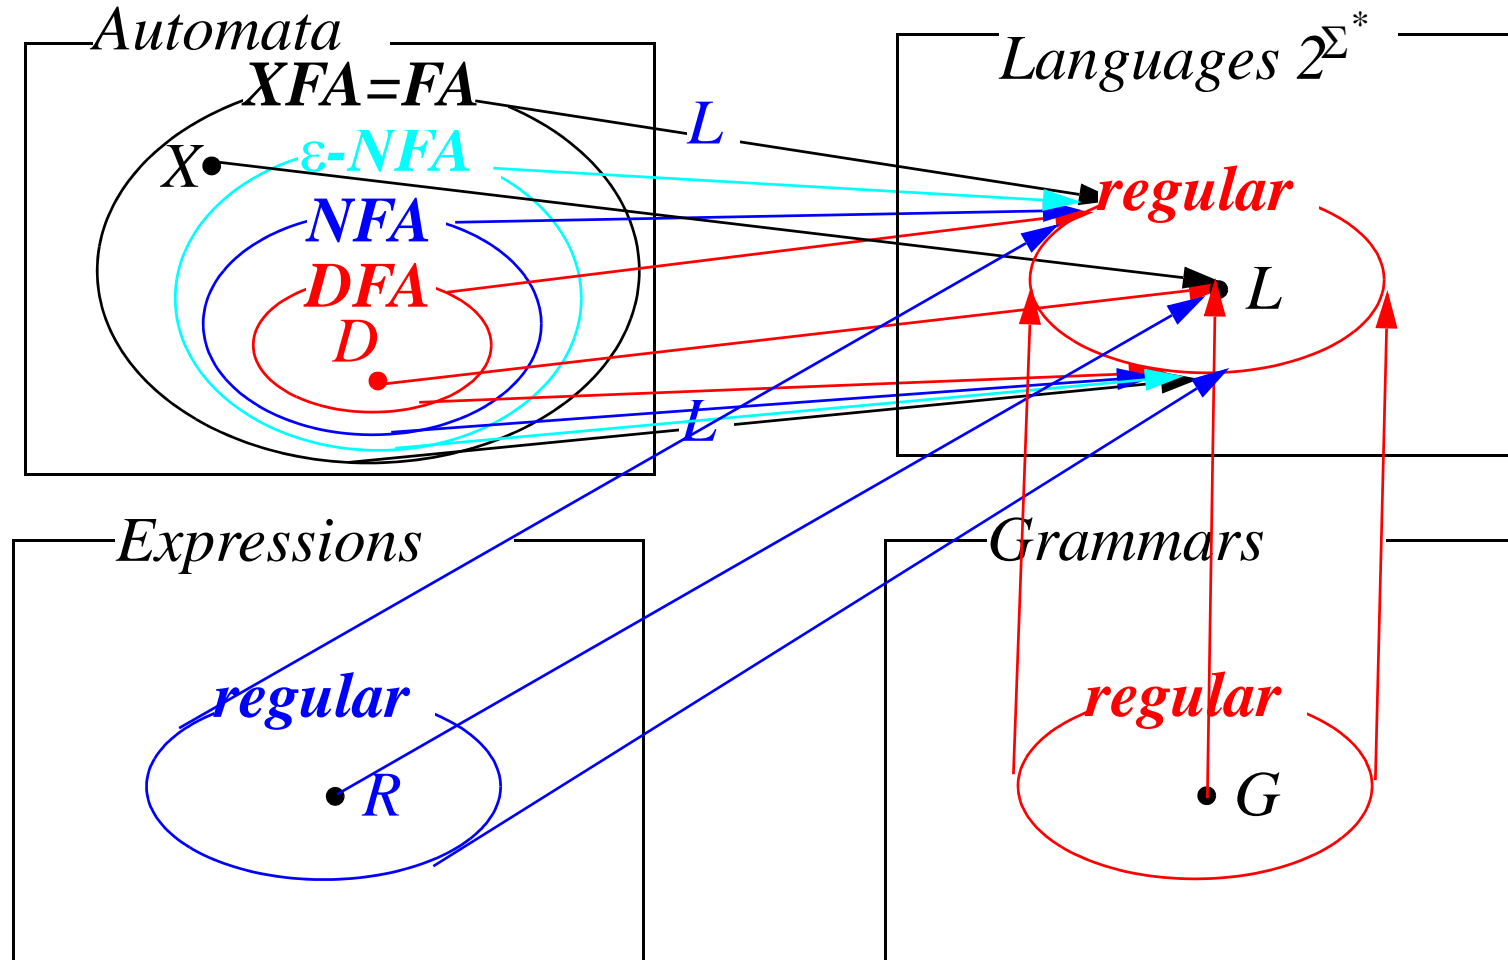 Automata
Languages 2^Σ*
XFA=FA
L
X
ε-NFA
regular
NFA
DFA
L
D
L
Expressions
Grammars
regular
regular
R
G